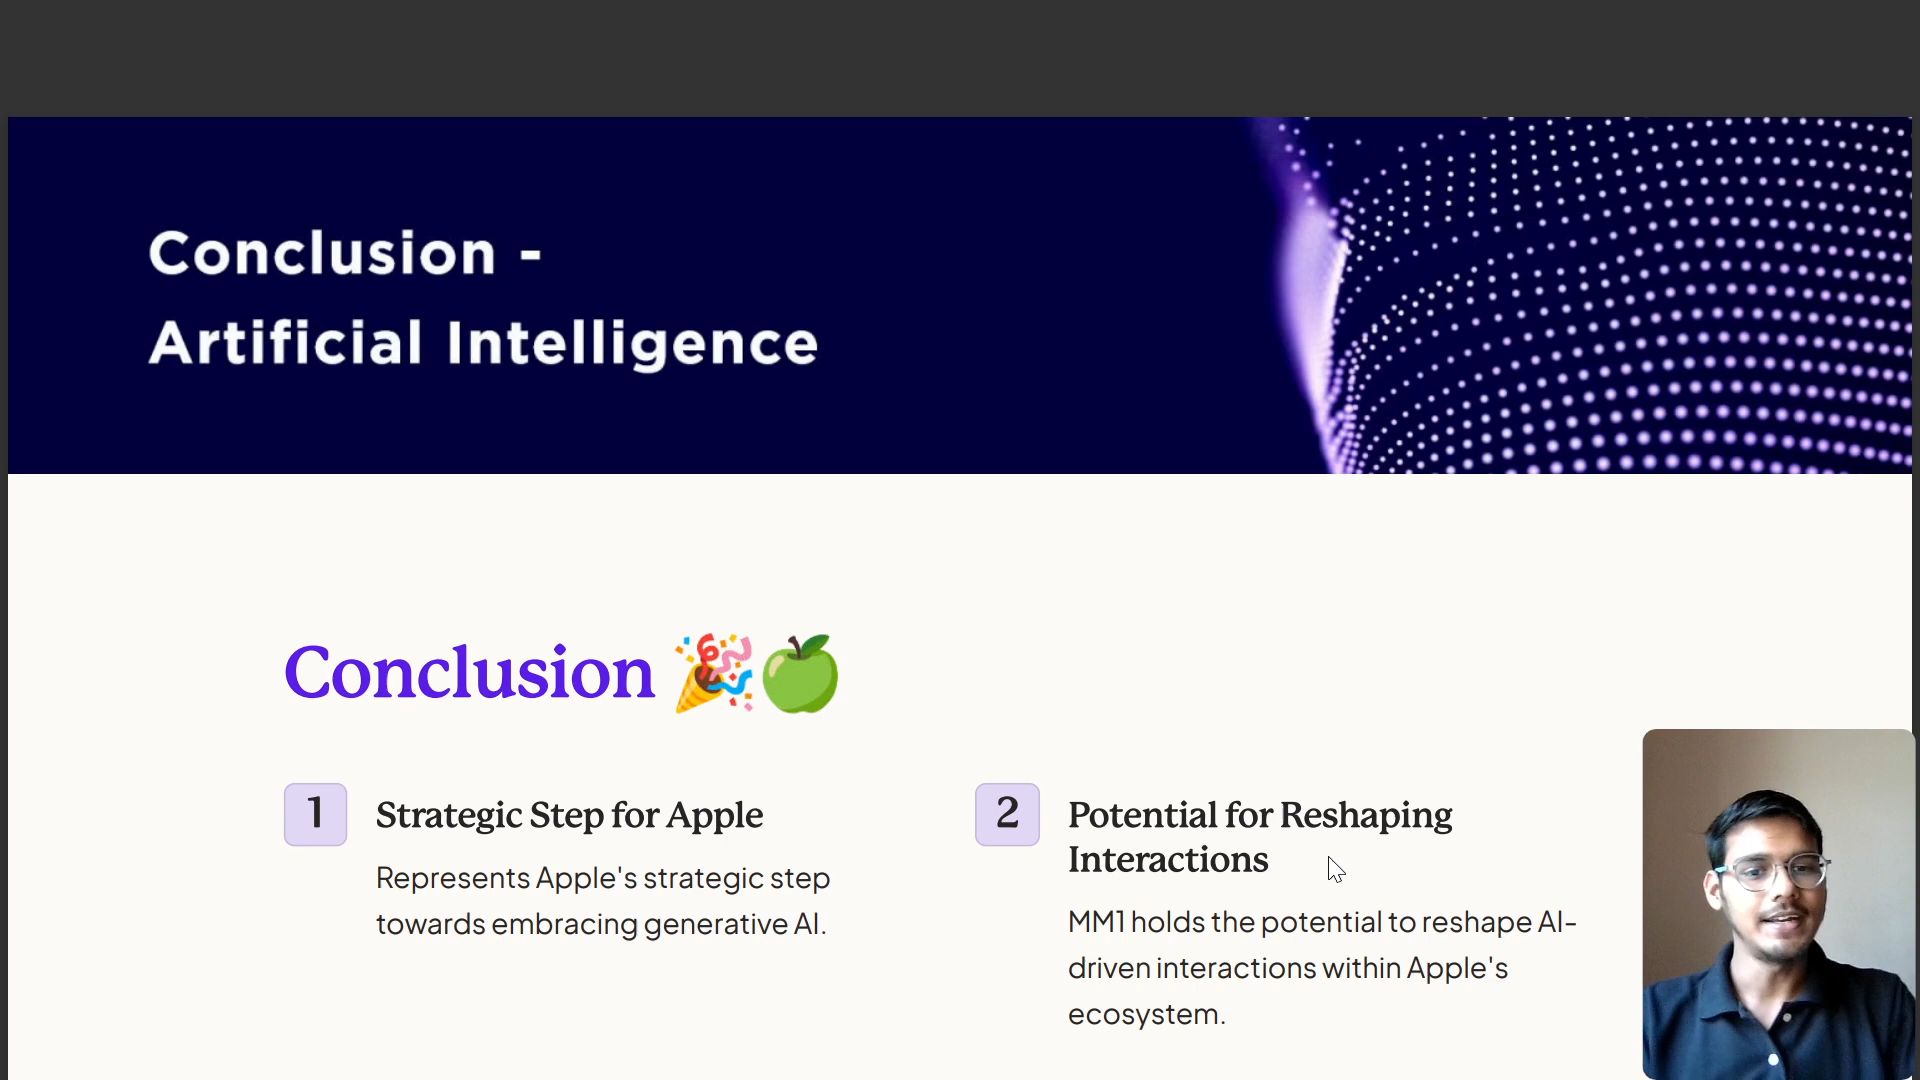 Conclusion -
Artificial Intelligence
Conclusion 🎉🍏
1
Strategic Step for Apple
Represents Apple's strategic step
towards embracing generative AI.
2
Potential for Reshaping
Interactions
MM1 holds the potential to reshape AI-
driven interactions within Apple's
ecosystem.